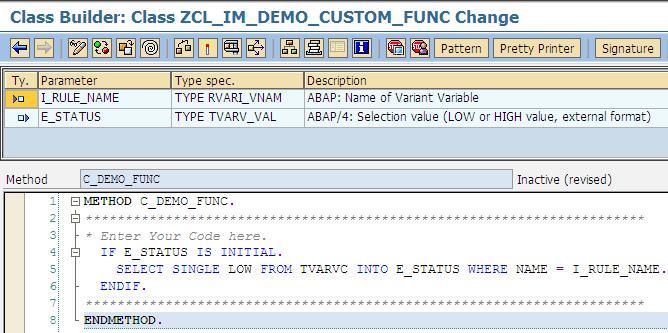 Class Builder: Class ZCL_IM_DEMO_CUSTOM_FUNC Change
Pattern Pretty Printer Signature
Ty. Parameter Type spec. Description
I_RULE_NAME TYPE RVARI_VNAM ABAP: Name of Variant Variable
E_STATUS TYPE TVARV_VAL ABAP/4: Selection value (LOW or HIGH value, external format)
Method C_DEMO_FUNC Inactive (revised)
1 METHOD C_DEMO_FUNC.
2 **********************************************************************
3 * Enter Your Code here.
4 IF E_STATUS IS INITIAL.
5 SELECT SINGLE LOW FROM TVARVC INTO E_STATUS WHERE NAME = I_RULE_NAME.
6 ENDIF.
7 **********************************************************************
8 ENDMETHOD.